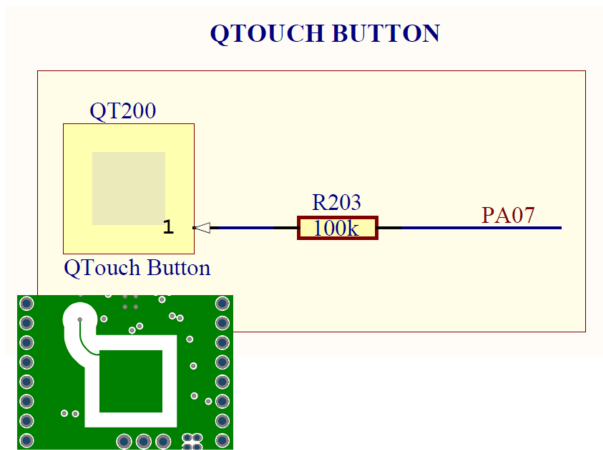 QTOUCH BUTTON
QT200
R203
PA07
1
100k
QTouch Button